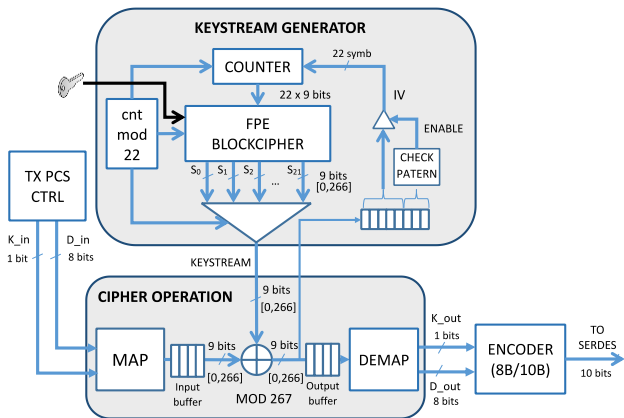 KEYSTREAM GENERATOR
COUNTER
22 symb
IV
22 x 9 bits
cnt
mod
22
FPE
BLOCKCIPHER
ENABLE
CHECK
PATERN
S0
S1
S2
...
S21
9 bits
[0,266]
TX PCS
CTRL
K_in
1 bit
D_in
8 bits
KEYSTREAM
CIPHER OPERATION
9 bits
[0,266]
MAP
9 bits
[0,266]
Input
buffer
MOD 267
9 bits
[0,266]
Output
buffer
DEMAP
K_out
1 bits
D_out
8 bits
ENCODER
(8B/10B)
TO
SERDES
10 bits